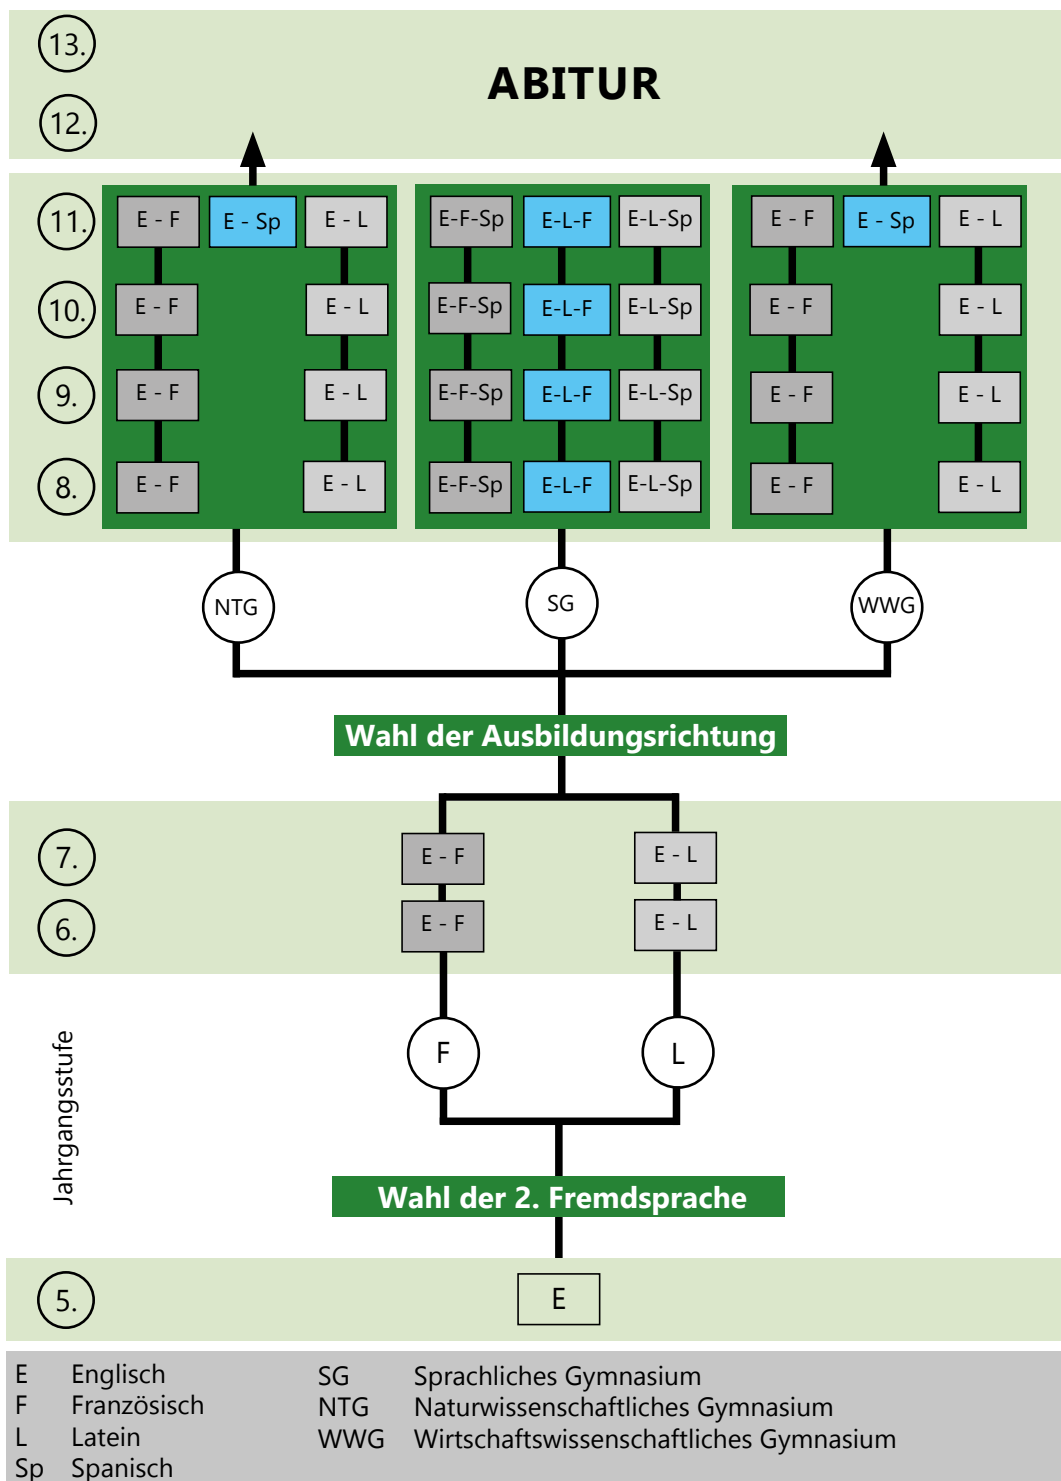 13.
ABITUR
12.
11. E - F E - Sp E - L E-F-Sp E-L-F E-L-Sp E - F E - Sp E - L
10. E - F E - L E-F-Sp E-L-F E-L-Sp E - F E - L
9. E - F E - L E-F-Sp E-L-F E-L-Sp E - F E - L
8. E - F E - L E-F-Sp E-L-F E-L-Sp E - F E - L
NTG SG WWG
Wahl der Ausbildungsrichtung
7. E - F E - L
6. E - F E - L
F L
Jahrgangsstufe
Wahl der 2. Fremdsprache
5. E
E Englisch SG Sprachliches Gymnasium
F Französisch NTG Naturwissenschaftliches Gymnasium
L Latein WWG Wirtschaftswissenschaftliches Gymnasium
Sp Spanisch